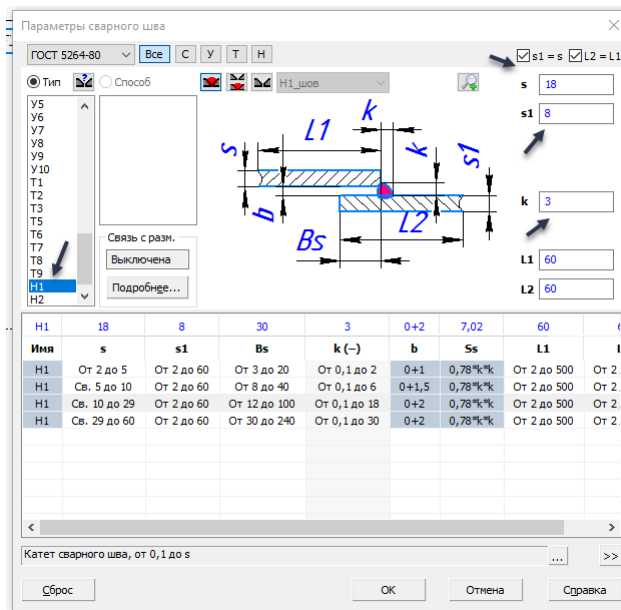 Параметры сварного шва
ГОСТ 5264-80 Все С У Т Н s1 = s L2 = L1
Тип Способ Н1_шов
s 18
s1 8
k 3
L1 60
L2 60
У5
У6
У7
У8
У9
У10
Т1
Т2
Т3
Т5
Т6
Т7
Т8
Т9
Н1
Н2
Связь с разм.
Выключена
Подробнее...
L1 k
s b k s1
Bs L2
Н1 18 8 30 3 0+2 7,02 60
Имя s s1 Bs k (–) b Ss L1
Н1 От 2 до 5 От 2 до 60 От 3 до 20 От 0,1 до 2 0+1 0,78*k*k От 2 до 500 От 2
Н1 Св. 5 до 10 От 2 до 60 От 8 до 40 От 0,1 до 6 0+1,5 0,78*k*k От 2 до 500 От 2
Н1 Св. 10 до 29 От 2 до 60 От 12 до 100 От 0,1 до 18 0+2 0,78*k*k От 2 до 500 От 2
Н1 Св. 29 до 60 От 2 до 60 От 30 до 240 От 0,1 до 30 0+2 0,78*k*k От 2 до 500 От 2
Катет сварного шва, от 0,1 до s ... >>
Сброс ОК Отмена Справка